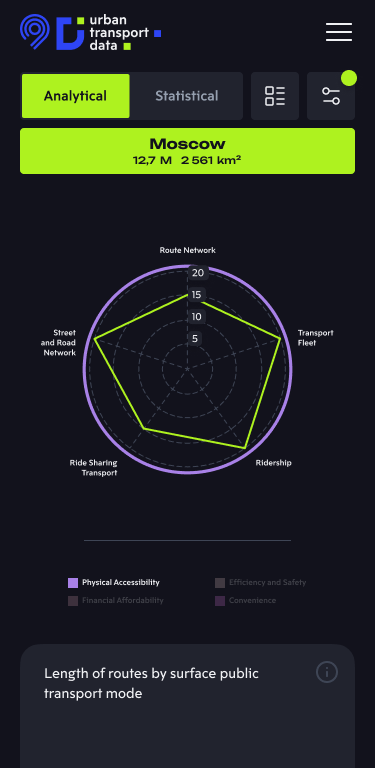 urban
transport
data
Analytical
Statistical
Moscow
12,7 M 2 561 km²
Route Network
20
15
10
5
Street
and Road
Network
Transport
Fleet
Ride Sharing
Transport
Ridership
Physical Accessibility
Efficiency and Safety
Financial Affordability
Convenience
Length of routes by surface public
transport mode